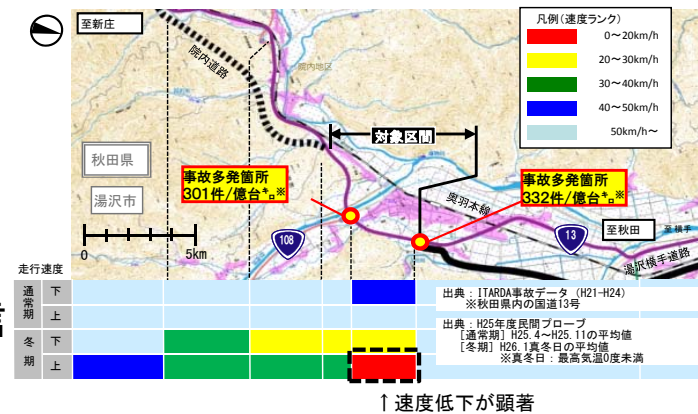 至新庄
院内道路
院内地区
対象区間
凡例(速度ランク)
0～20km/h
20～30km/h
30～40km/h
40～50km/h
50km/h～
秋田県
湯沢市
事故多発箇所
301件/億台㌔※
事故多発箇所
332件/億台㌔※
奥羽本線
108
13
至秋田
至横手
湯沢横手道路
0
5km
走行速度
通常期
下
上
冬期
下
上
出典：ITARDA事故データ（H21-H24）
※秋田県内の国道13号
出典：H25年度民間プローブ
[通常期] H25.4～H25.11の平均値
[冬期] H26.1真冬日の平均値
※真冬日：最高気温0度未満
↑速度低下が顕著